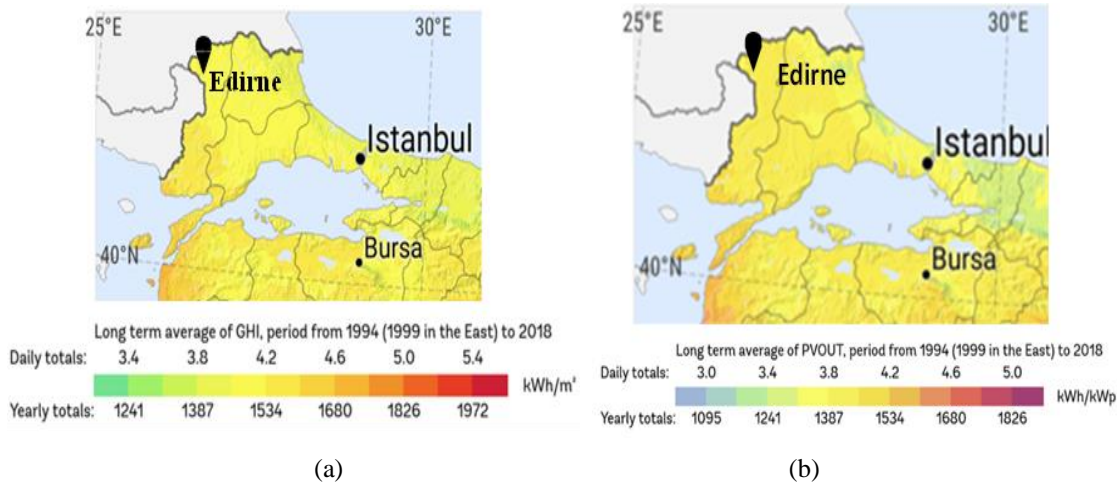 25°E
30°E
Edirne
Istanbul
Bursa
40°N
Long term average of GHI, period from 1994 (1999 in the East) to 2018
Daily totals: 3.4 3.8 4.2 4.6 5.0 5.4
kWh/m²
Yearly totals: 1241 1387 1534 1680 1826 1972
(a)
25°E
30°E
Edirne
Istanbul
Bursa
40°N
Long term average of PVOUT, period from 1994 (1999 in the East) to 2018
Daily totals: 3.0 3.4 3.8 4.2 4.6 5.0
kWh/kWp
Yearly totals: 1095 1241 1387 1534 1680 1826
(b)